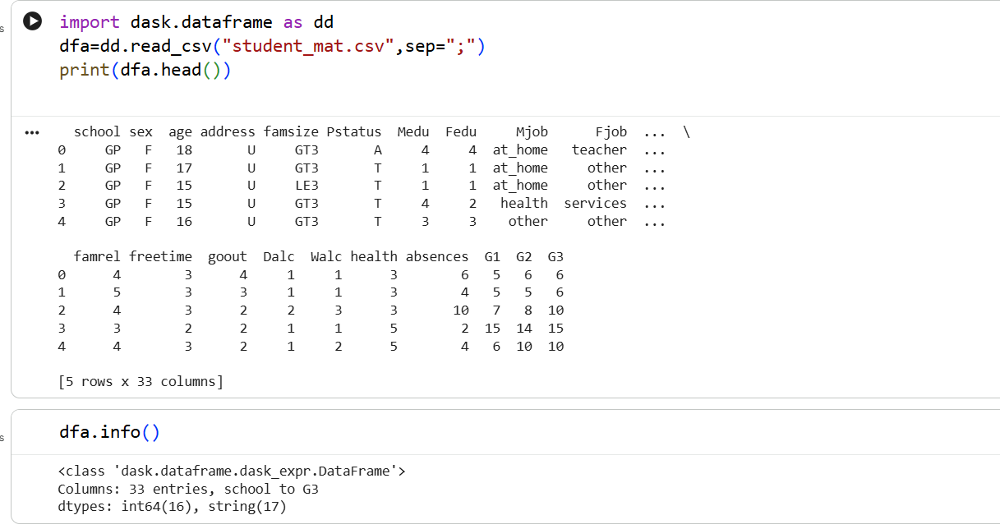 import dask.dataframe as dd
dfa=dd.read_csv("student_mat.csv",sep=";")
print(dfa.head())
s
... school sex  age address famsize Pstatus  Medu  Fedu     Mjob      Fjob  ...  \
0     GP   F   18       U     GT3       A     4     4  at_home   teacher  ...
1     GP   F   17       U     GT3       T     1     1  at_home     other  ...
2     GP   F   15       U     LE3       T     1     1  at_home     other  ...
3     GP   F   15       U     GT3       T     4     2   health  services  ...
4     GP   F   16       U     GT3       T     3     3    other     other  ...
  famrel freetime  goout  Dalc  Walc health absences  G1  G2  G3
0      4        3      4     1     1      3        6   5   6   6
1      5        3      3     1     1      3        4   5   5   6
2      4        3      2     2     3      3       10   7   8  10
3      3        2      2     1     1      5        2  15  14  15
4      4        3      2     1     2      5        4   6  10  10
[5 rows x 33 columns]
dfa.info()
s
<class 'dask.dataframe.dask_expr.DataFrame'>
Columns: 33 entries, school to G3
dtypes: int64(16), string(17)